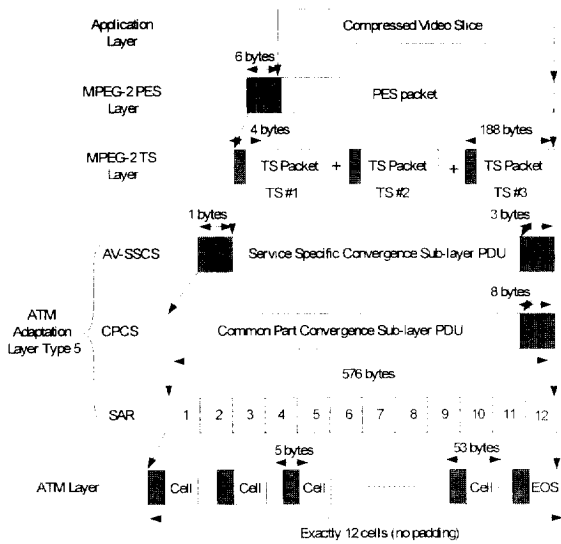 Application
Layer
Compressed Video Slice
6 bytes
MPEG-2 PES
Layer
PES packet
4 bytes
188 bytes
MPEG-2 TS
Layer
TS Packet + TS Packet + TS Packet
TS #1 TS #2 TS #3
1 bytes
3 bytes
AV-SSCS
Service Specific Convergence Sub-layer PDU
8 bytes
ATM
Adaptation
Layer Type 5
CPCS
Common Part Convergence Sub-layer PDU
576 bytes
SAR
1 2 3 4 5 6 7 8 9 10 11 12
5 bytes
53 bytes
ATM Layer
Cell Cell Cell Cell EOS
Exactly 12 cells (no padding)